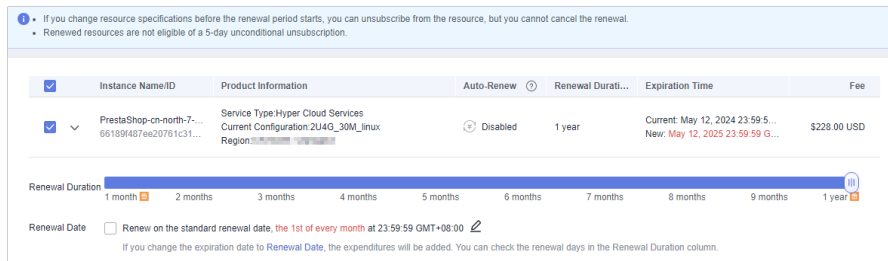 If you change resource specifications before the renewal period starts, you can unsubscribe from the resource, but you cannot cancel the renewal.
Renewed resources are not eligible of a 5-day unconditional unsubscription.
Instance Name/ID Product Information Auto-Renew Renewal Durati... Expiration Time Fee
PrestaShop-cn-north-7-...
66189f487ee20761c31...
Service Type:Hyper Cloud Services
Current Configuration:2U4G_30M_linux
Region:
Disabled
1 year
Current: May 12, 2024 23:59:5...
New: May 12, 2025 23:59:59 G...
$228.00 USD
Renewal Duration
1 month 2 months 3 months 4 months 5 months 6 months 7 months 8 months 9 months 1 year
Renewal Date Renew on the standard renewal date, the 1st of every month at 23:59:59 GMT+08:00
If you change the expiration date to Renewal Date, the expenditures will be added. You can check the renewal days in the Renewal Duration column.